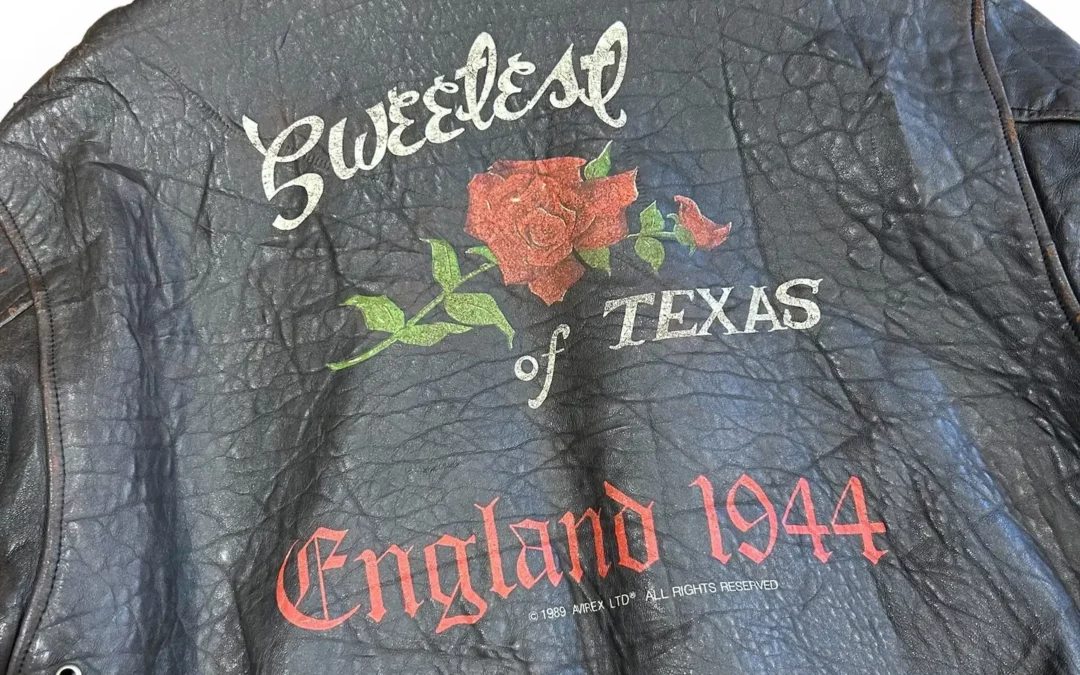 Sweetest
of TEXAS
England 1944
© 1989 AVIREX LTD® ALL RIGHTS RESERVED